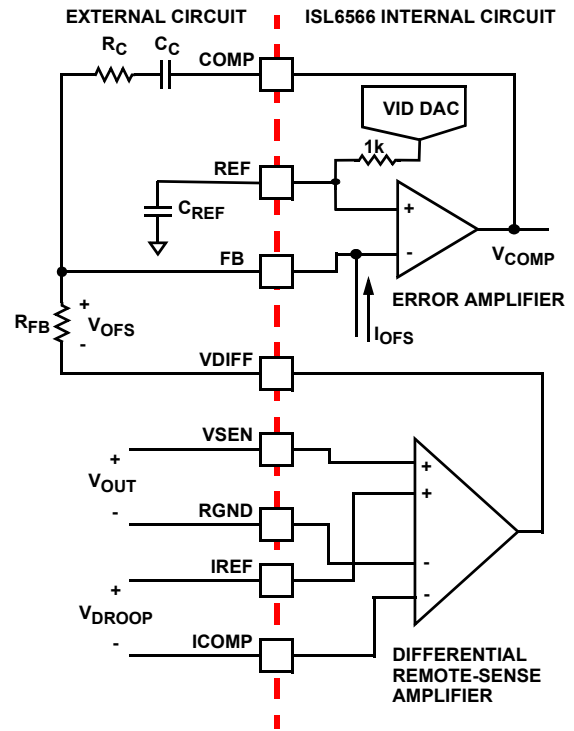 EXTERNAL CIRCUIT
ISL6566 INTERNAL CIRCUIT
RC
CC
COMP
VID DAC
1k
REF
CREF
+
-
FB
VCOMP
ERROR AMPLIFIER
IOFS
+
RFB
VOFS
-
VDIFF
VSEN
+
VOUT
-
+
+
RGND
IREF
+
VDROOP
-
-
-
ICOMP
DIFFERENTIAL
REMOTE-SENSE
AMPLIFIER